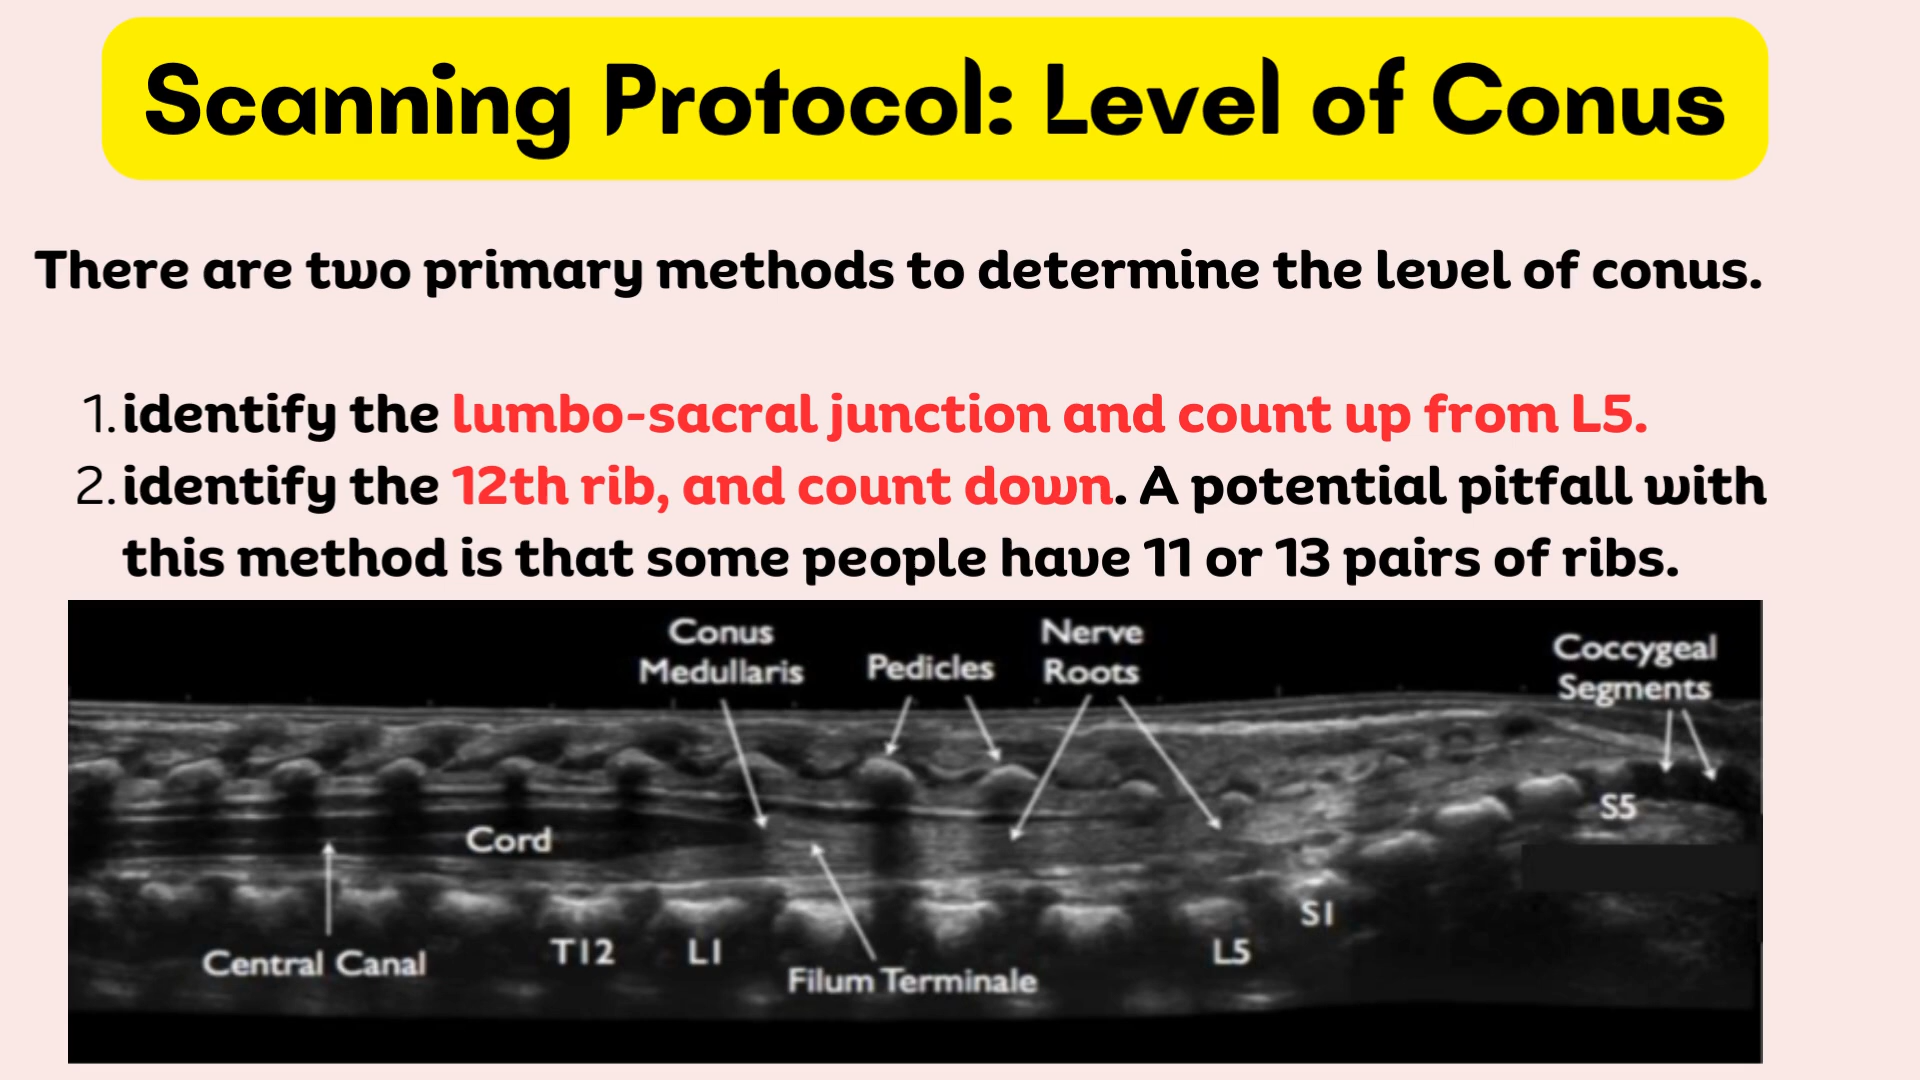 Scanning Protocol: Level of Conus
There are two primary methods to determine the level of conus.
1. identify the lumbo-sacral junction and count up from L5.
2. identify the 12th rib, and count down. A potential pitfall with
this method is that some people have 11 or 13 pairs of ribs.
Conus
Medullaris
Pedicles
Nerve
Roots
Coccygeal
Segments
Cord
S5
S1
Central Canal
T12
L1
Filum Terminale
L5